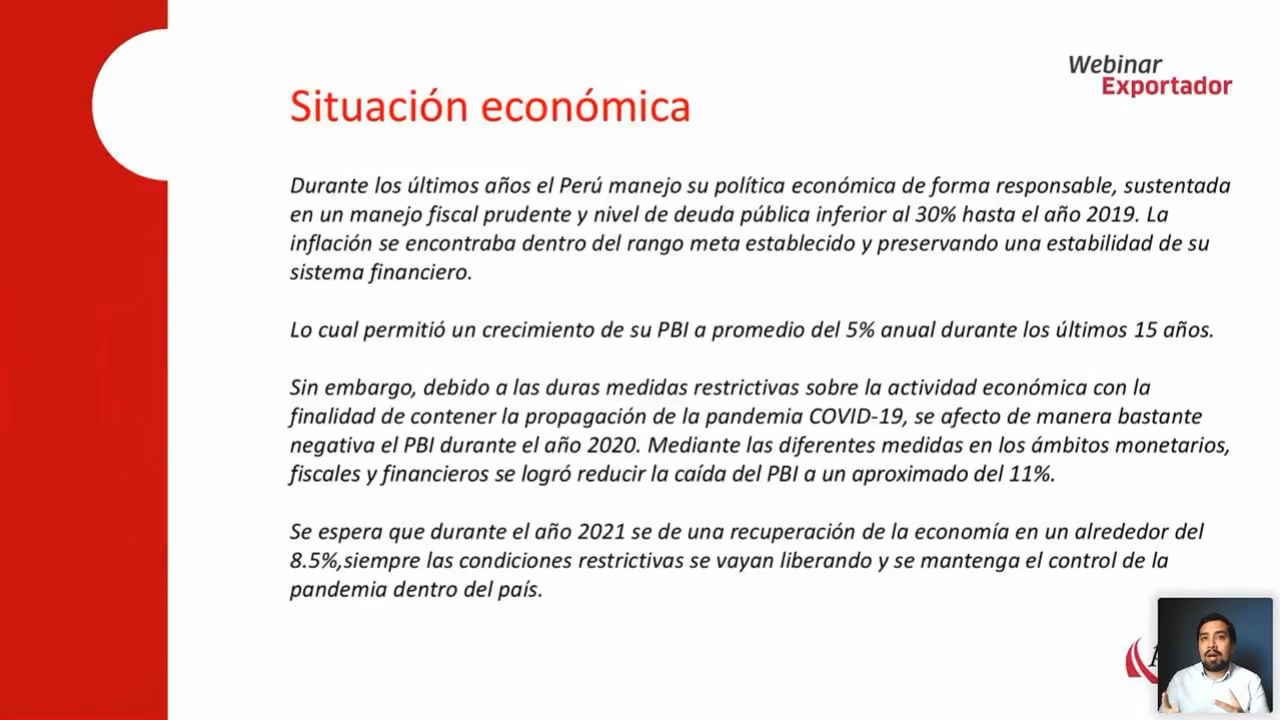 Webinar
Exportador
Situación económica
Durante los últimos años el Perú manejo su política económica de forma responsable, sustentada
en un manejo fiscal prudente y nivel de deuda pública inferior al 30% hasta el año 2019. La
inflación se encontraba dentro del rango meta establecido y preservando una estabilidad de su
sistema financiero.
Lo cual permitió un crecimiento de su PBI a promedio del 5% anual durante los últimos 15 años.
Sin embargo, debido a las duras medidas restrictivas sobre la actividad económica con la
finalidad de contener la propagación de la pandemia COVID-19, se afecto de manera bastante
negativa el PBI durante el año 2020. Mediante las diferentes medidas en los ámbitos monetarios,
fiscales y financieros se logró reducir la caída del PBI a un aproximado del 11%.
Se espera que durante el año 2021 se de una recuperación de la economía en un alrededor del
8.5%,siempre las condiciones restrictivas se vayan liberando y se mantenga el control de la
pandemia dentro del país.